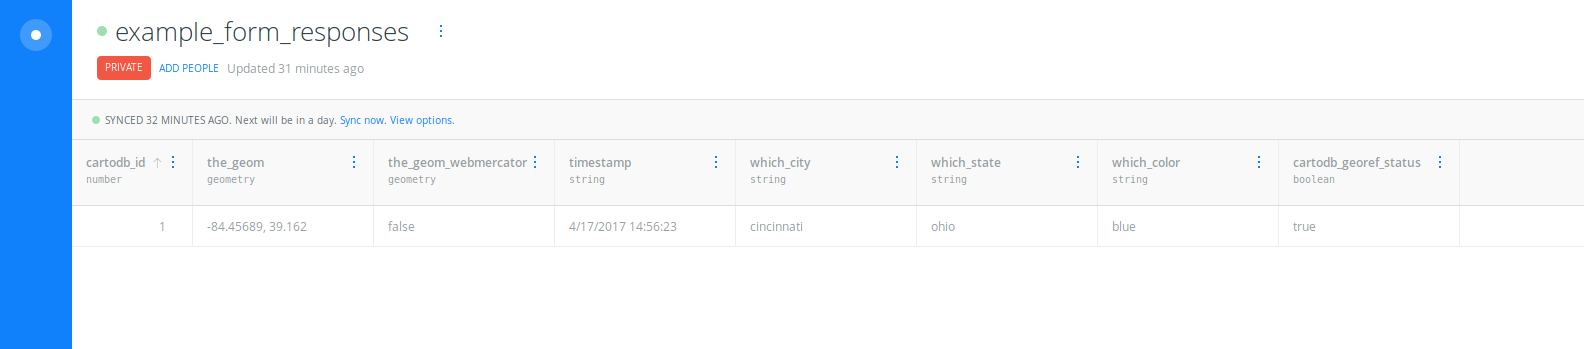 example_form_responses
PRIVATE ADD PEOPLE Updated 31 minutes ago
SYNCED 32 MINUTES AGO. Next will be in a day. Sync now. View options.
cartodb_id the_geom the_geom_webmercator timestamp which_city which_state which_color cartodb_georef_status
number geometry geometry string string string string boolean
1 -84.45689, 39.162 false 4/17/2017 14:56:23 cincinnati ohio blue true